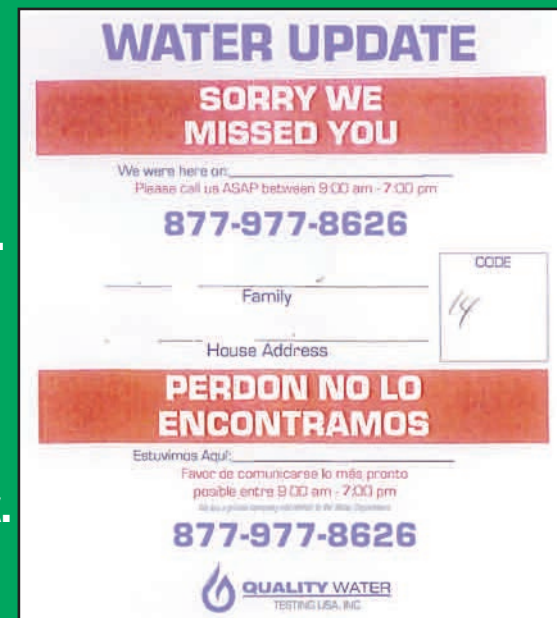 WATER UPDATE
SORRY WE
MISSED YOU
We were here on:
Please call us ASAP between 9:00 am - 7:00 pm
877-977-8626
CODE
14
Family
House Address
PERDON NO LO
ENCONTRAMOS
Estuvimos Aquí:
Favor de comunicarse lo más pronto
posible entre 9:00 am - 7:00 pm
877-977-8626
QUALITY WATER
TESTING USA, INC.